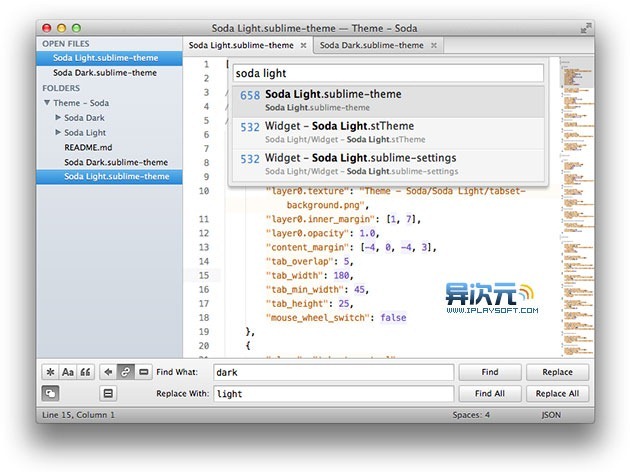 Soda Light.sublime-theme — Theme – Soda
OPEN FILES
Soda Light.sublime-theme
Soda Dark.sublime-theme
FOLDERS
Theme – Soda
Soda Dark
Soda Light
README.md
Soda Dark.sublime-theme
Soda Light.sublime-theme
Soda Light.sublime-theme
Soda Dark.sublime-theme
soda light
658 Soda Light.sublime-theme
Soda Light.sublime-theme
532 Widget – Soda Light.stTheme
Soda Light/Widget – Soda Light.stTheme
532 Widget – Soda Light.sublime-settings
Soda Light/Widget – Soda Light.sublime-settings
1 [
2
3 /
4 /
5 /
6
7
8
9
10 "layer0.texture": "Theme – Soda/Soda Light/tabset-
background.png",
11 "layer0.inner_margin": [1, 7],
12 "layer0.opacity": 1.0,
13 "content_margin": [-4, 0, -4, 3],
14 "tab_overlap": 5,
15 "tab_width": 180,
16 "tab_min_width": 45,
17 "tab_height": 25,
18 "mouse_wheel_switch": false
19 },
20 {
异次元
WWW.IPLAYSOFT.COM
Aa
Find What: dark
Find
Replace
Replace With: light
Find All
Replace All
Line 15, Column 1
Spaces: 4
JSON